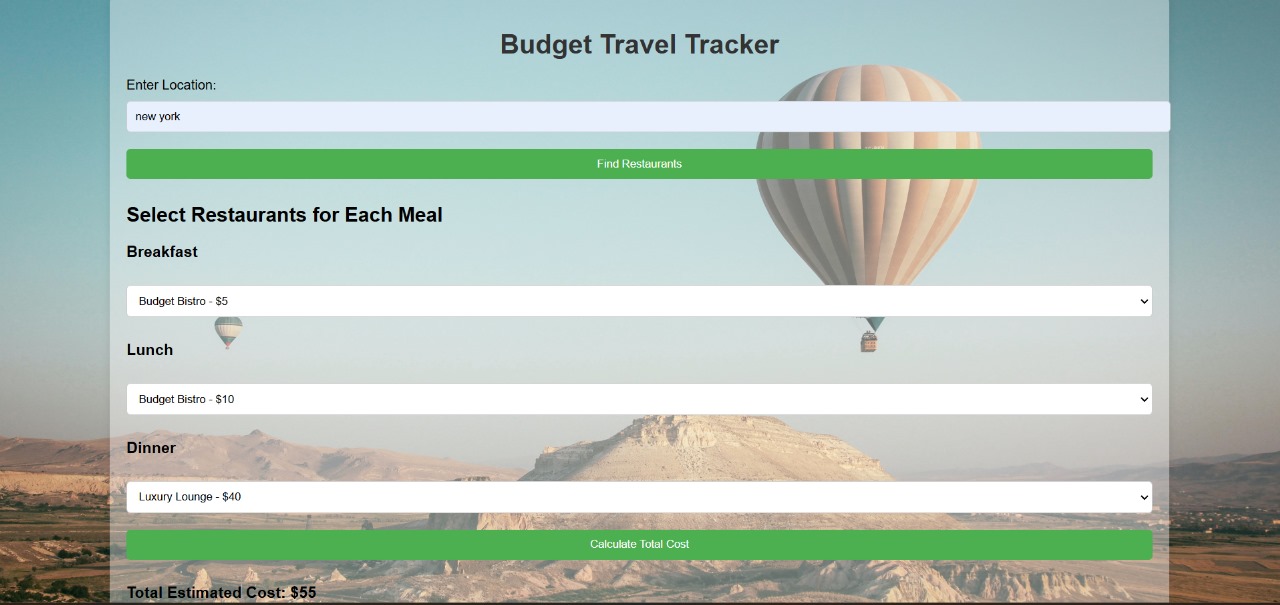 Budget Travel Tracker
Enter Location:
new york
Find Restaurants
Select Restaurants for Each Meal
Breakfast
Budget Bistro - $5
Lunch
Budget Bistro - $10
Dinner
Luxury Lounge - $40
Calculate Total Cost
Total Estimated Cost: $55